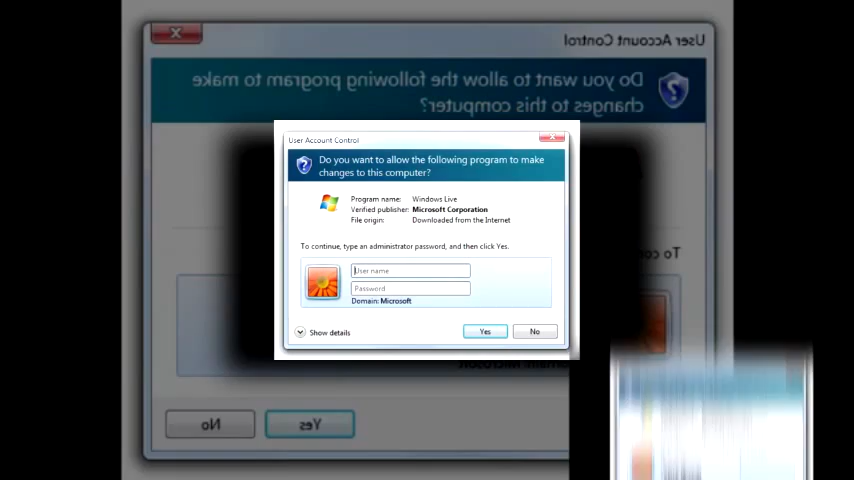 User Account Control
Do you want to allow the following program to make
changes to this computer?
User Account Control
Do you want to allow the following program to make
changes to this computer?
Program name: Windows Live
Verified publisher: Microsoft Corporation
File origin: Downloaded from the Internet
To continue, type an administrator password, and then click Yes.
User name
Password
Domain: Microsoft
Show details
Yes
No
To co
No
Yes